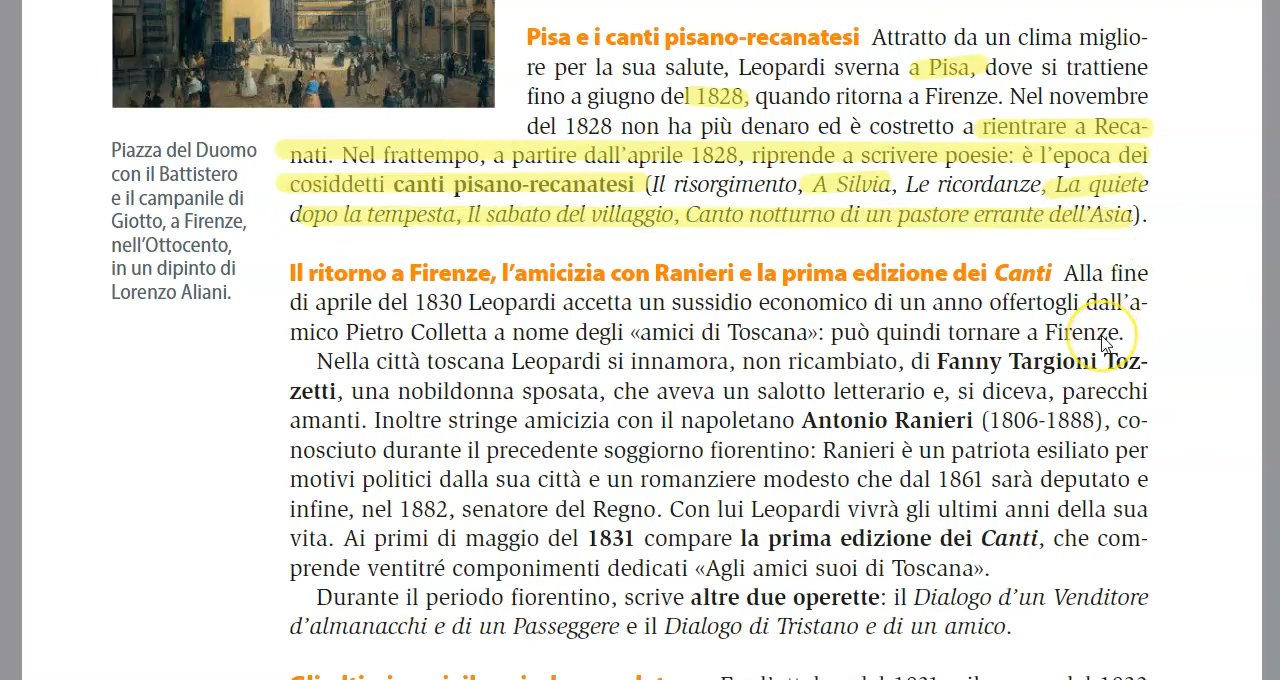 Pisa e i canti pisano-recanatesi Attratto da un clima miglio-
re per la sua salute, Leopardi sverna a Pisa, dove si trattiene
fino a giugno del 1828, quando ritorna a Firenze. Nel novembre
del 1828 non ha più denaro ed è costretto a rientrare a Reca-
nati. Nel frattempo, a partire dall'aprile 1828, riprende a scrivere poesie: è l'epoca dei
cosiddetti canti pisano-recanatesi (Il risorgimento, A Silvia, Le ricordanze, La quiete
dopo la tempesta, Il sabato del villaggio, Canto notturno di un pastore errante dell'Asia).
Piazza del Duomo
con il Battistero
e il campanile di
Giotto, a Firenze,
nell'Ottocento,
in un dipinto di
Lorenzo Aliani.
Il ritorno a Firenze, l'amicizia con Ranieri e la prima edizione dei Canti Alla fine
di aprile del 1830 Leopardi accetta un sussidio economico di un anno offertogli dall'a-
mico Pietro Colletta a nome degli «amici di Toscana»: può quindi tornare a Firenze.
Nella città toscana Leopardi si innamora, non ricambiato, di Fanny Targioni Toz-
zetti, una nobildonna sposata, che aveva un salotto letterario e, si diceva, parecchi
amanti. Inoltre stringe amicizia con il napoletano Antonio Ranieri (1806-1888), co-
nosciuto durante il precedente soggiorno fiorentino: Ranieri è un patriota esiliato per
motivi politici dalla sua città e un romanziere modesto che dal 1861 sarà deputato e
infine, nel 1882, senatore del Regno. Con lui Leopardi vivrà gli ultimi anni della sua
vita. Ai primi di maggio del 1831 compare la prima edizione dei Canti, che com-
prende ventitré componimenti dedicati «Agli amici suoi di Toscana».
Durante il periodo fiorentino, scrive altre due operette: il Dialogo d'un Venditore
d'almanacchi e di un Passeggere e il Dialogo di Tristano e di un amico.